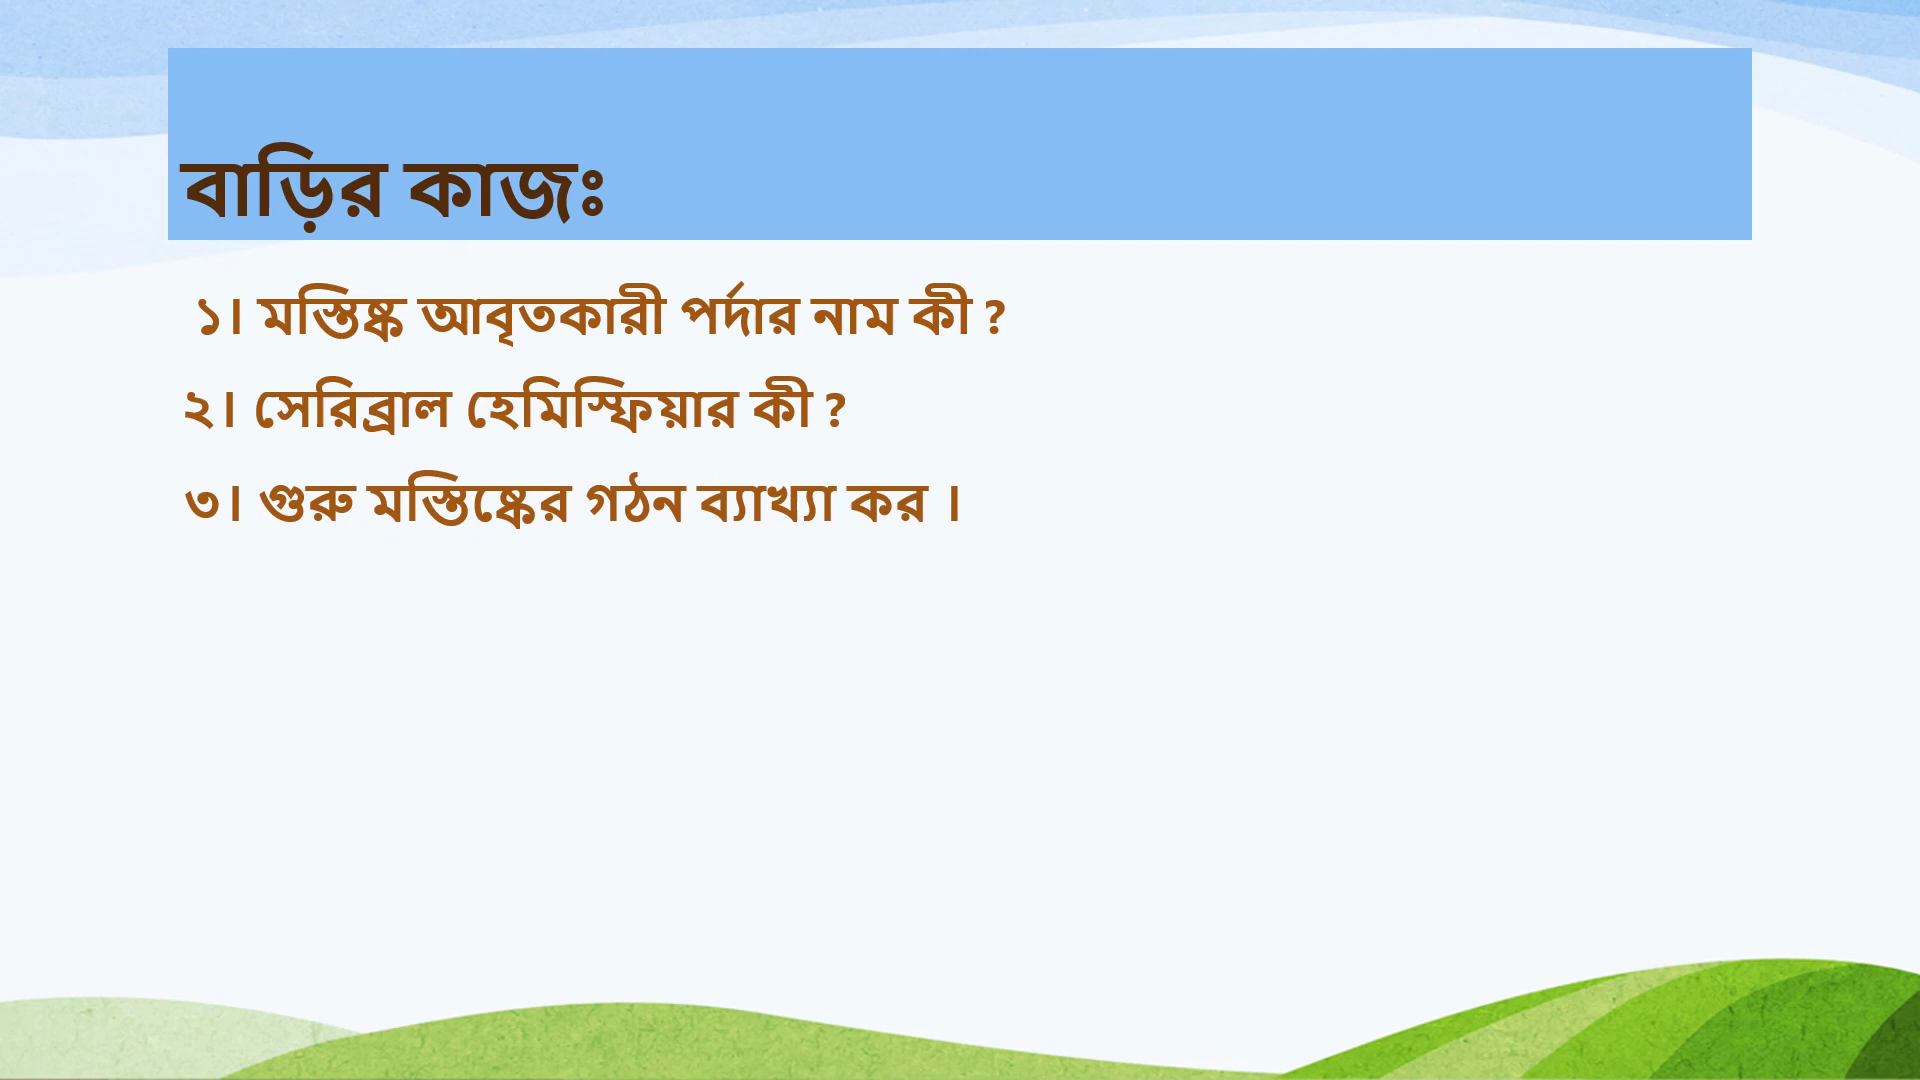 বাড়ির কাজঃ
১। মস্তিষ্ক আবৃতকারী পর্দার নাম কী ?
২। সেরিব্রাল হেমিস্ফিয়ার কী ?
৩। গুরু মস্তিষ্কের গঠন ব্যাখ্যা কর ।